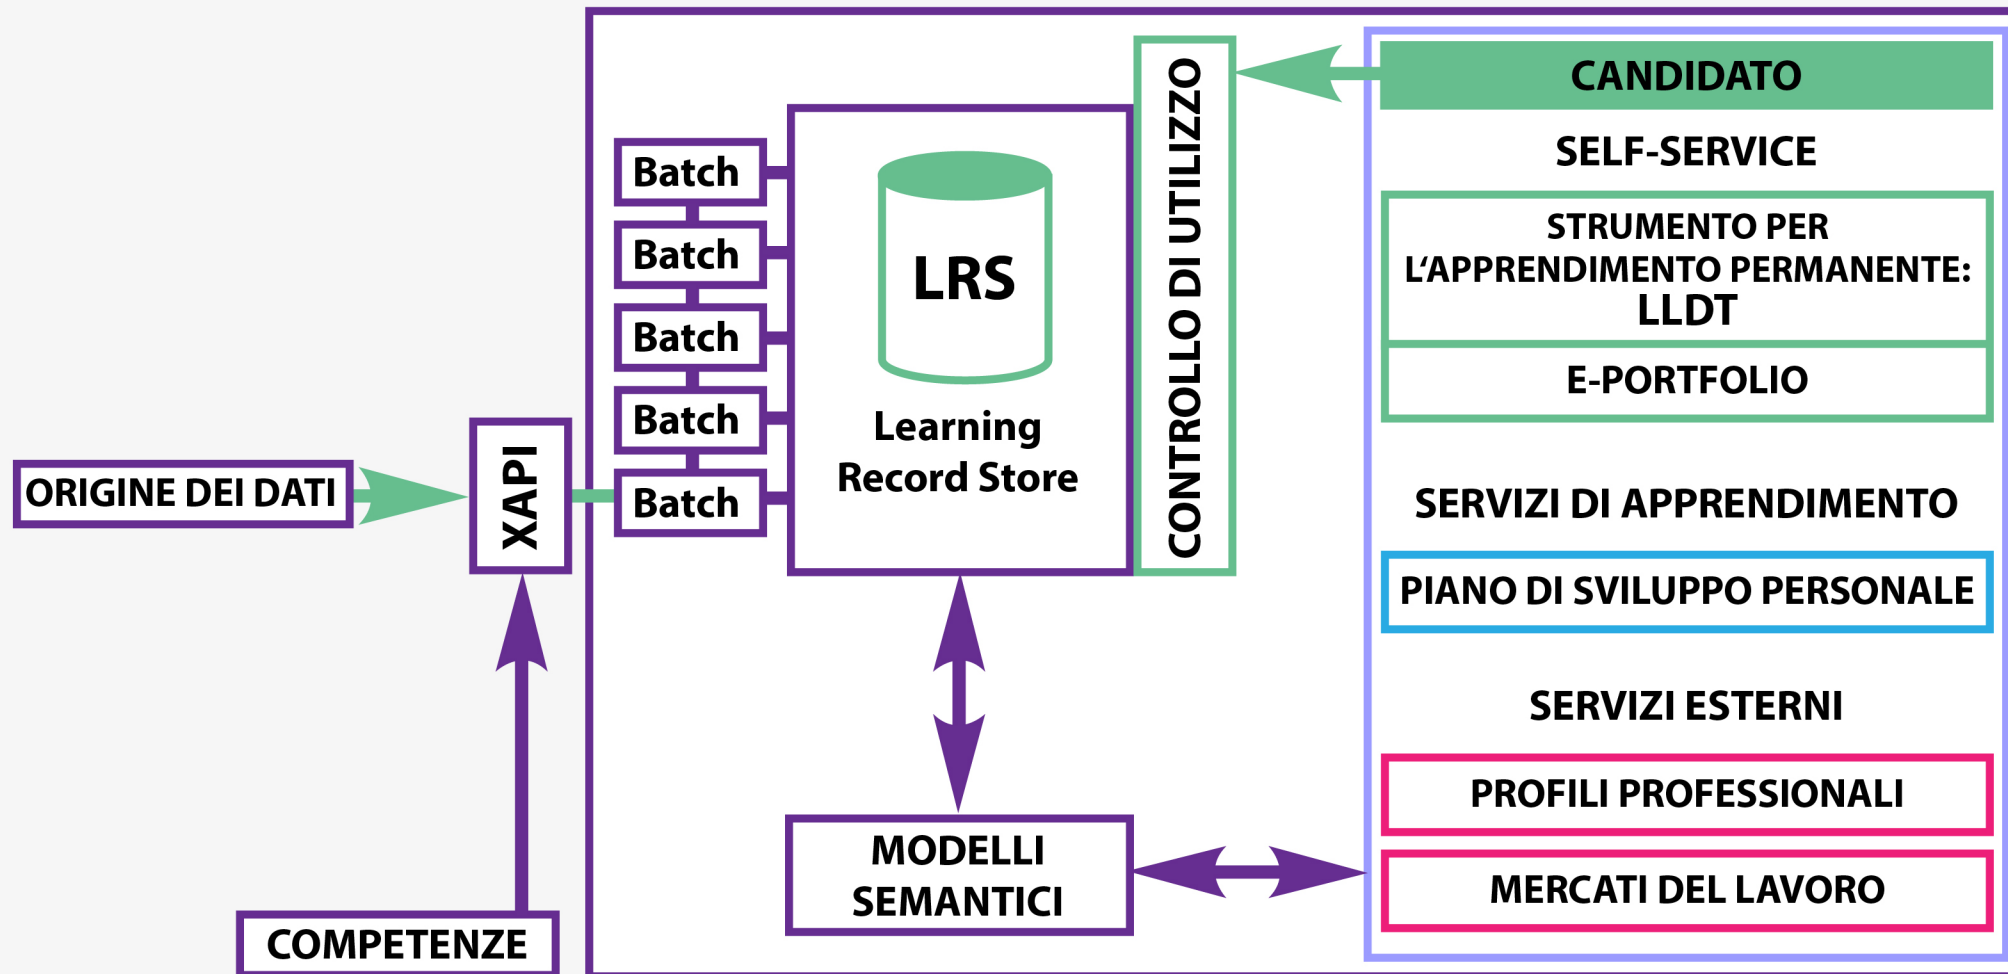 ORIGINE DEI DATI
XAPI
COMPETENZE
Batch
Batch
Batch
Batch
Batch
LRS
Learning
Record Store
CONTROLLO DI UTILIZZO
MODELLI
SEMANTICI
CANDIDATO
SELF-SERVICE
STRUMENTO PER
L‘APPRENDIMENTO PERMANENTE:
LLDT
E-PORTFOLIO
SERVIZI DI APPRENDIMENTO
PIANO DI SVILUPPO PERSONALE
SERVIZI ESTERNI
PROFILI PROFESSIONALI
MERCATI DEL LAVORO